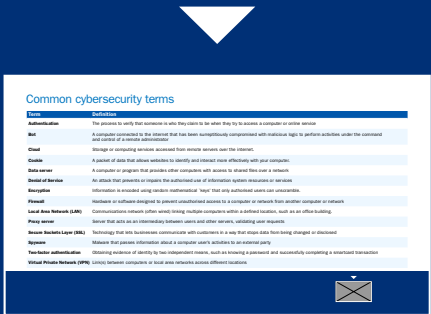 Common cybersecurity terms
Term Definition
Authentication The process to verify that someone is who they claim to be when they try to access a computer or online service
Bot A computer connected to the internet that has been surreptitiously compromised with malicious logic to perform activities under the command
and control of a remote administrator
Cloud Storage or computing services accessed from remote servers over the internet.
Cookie A packet of data that allows websites to identify and interact more effectively with your computer.
Data server A computer or program that provides other computers with access to shared files over a network
Denial of Service An attack that prevents or impairs the authorised use of information system resources or services
Encryption Information is encoded using random mathematical 'keys' that only authorised users can unscramble.
Firewall Hardware or software designed to prevent unauthorised access to a computer or network from another computer or network
Local Area Network (LAN) Communications network (often wired) linking multiple computers within a defined location, such as an office building.
Proxy server Server that acts as an intermediary between users and other servers, validating user requests
Secure Sockets Layer (SSL) Technology that lets businesses communicate with customers in a way that stops data from being changed or disclosed
Spyware Malware that passes information about a computer user's activities to an external party
Two-factor authentication Obtaining evidence of identity by two independent means, such as knowing a password and successfully completing a smartcard transaction
Virtual Private Network (VPN) Link(s) between computers or local area networks across different locations